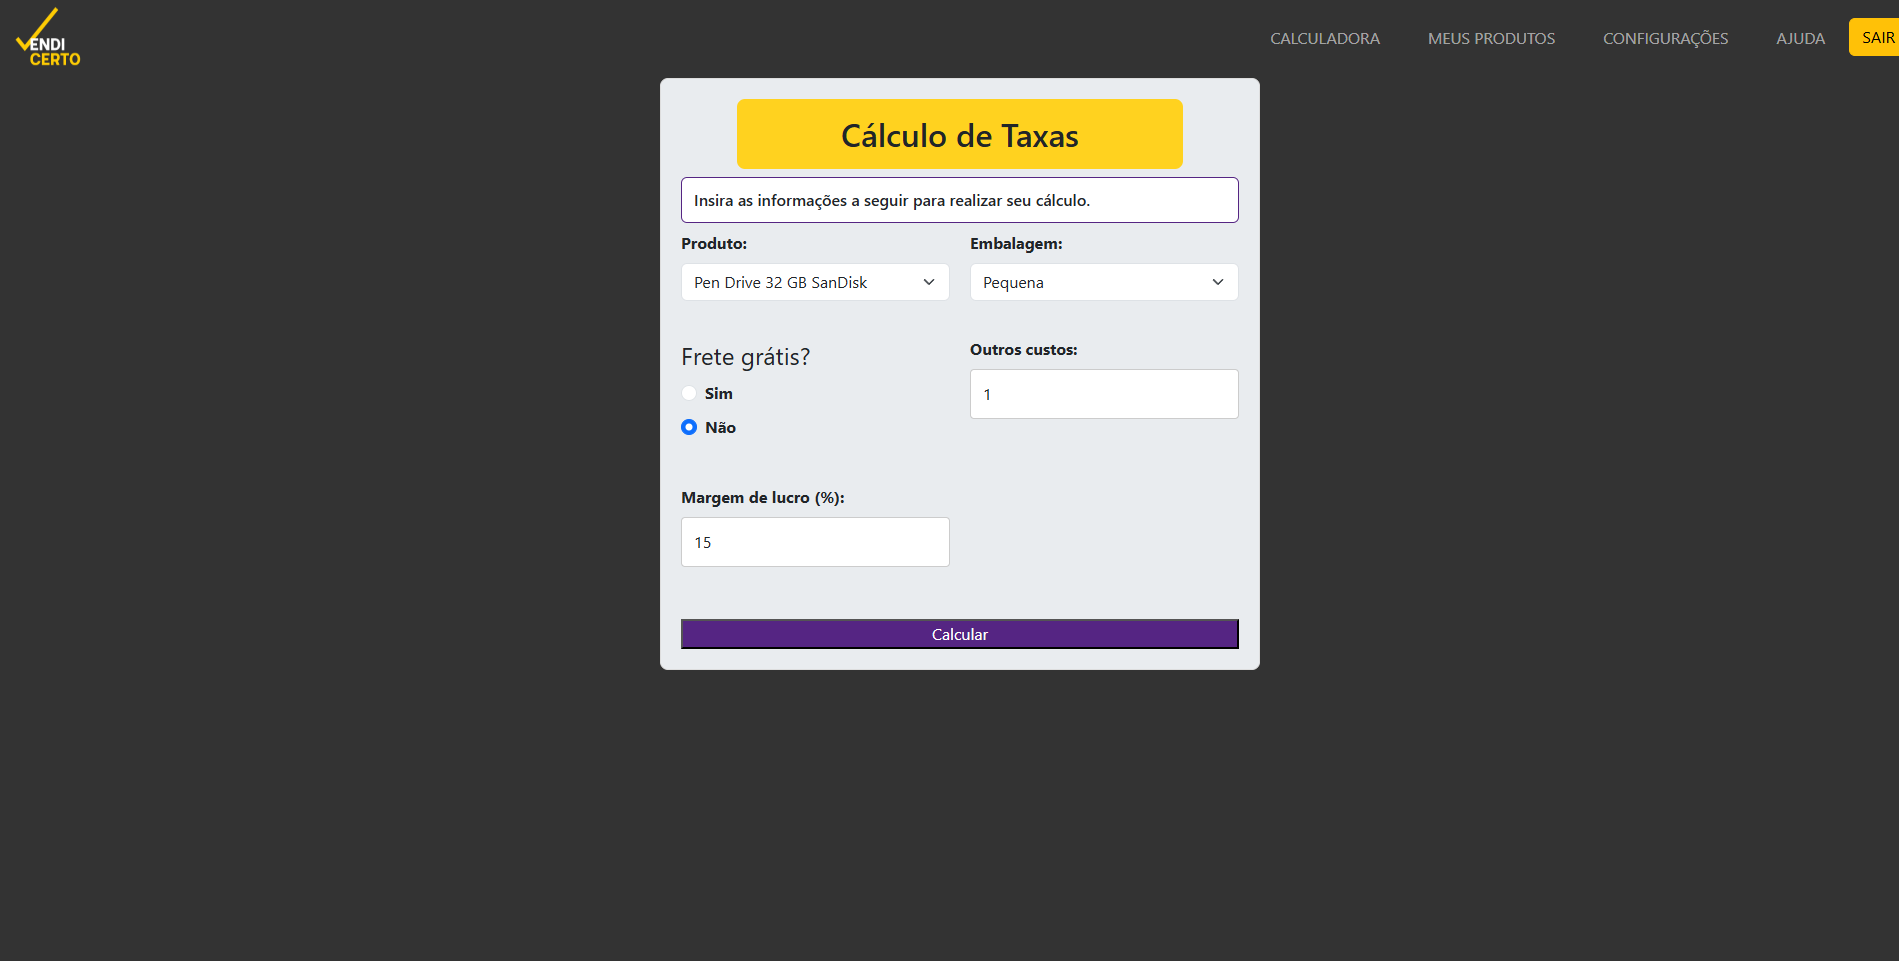 ENDI
CERTO
CALCULADORA
MEUS PRODUTOS
CONFIGURAÇÕES
AJUDA
SAIR
Cálculo de Taxas
Insira as informações a seguir para realizar seu cálculo.
Produto:
Embalagem:
Pen Drive 32 GB SanDisk
Pequena
Frete grátis?
Sim
Não
Outros custos:
1
Margem de lucro (%):
15
Calcular